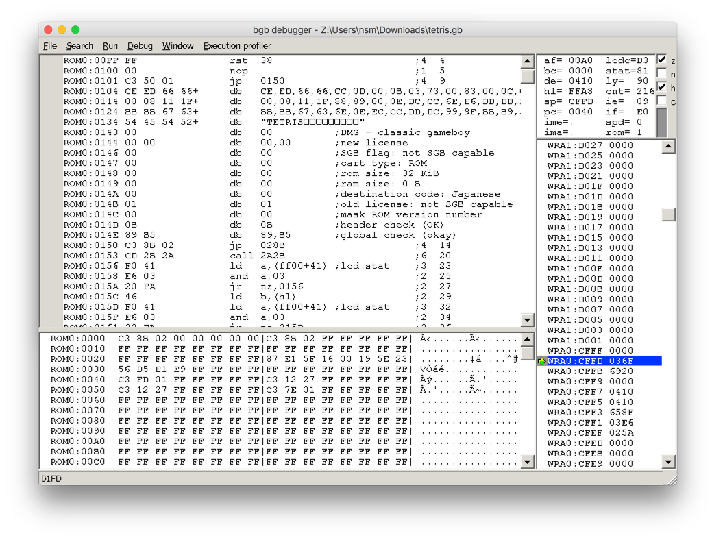 bgb debugger - Z:\Users\nsm\Downloads\tetris.gb
File Search Run Debug Window Execution profiler
ROM0:00FF FF rst 38 ;4 4
ROM0:0100 00 nop ;1 5
ROM0:0101 C3 50 01 jp 0150 ;4 9
ROM0:0104 CE ED 66 66+ db CE,ED,66,66,CC,0D,00,0B,03,73,00,83,00,0C,
ROM0:0114 00 08 11 1F+ db 00,08,11,1F,88,89,00,0E,DC,CC,6E,E6,DD,DD,
ROM0:0124 BB BB 67 63+ db BB,BB,67,63,6E,0E,EC,CC,DD,DC,99,9F,BB,B9,
ROM0:0134 54 45 54 52+ db "TETRIS
ROM0:0143 00 db 00 ;DMG - classic gameboy
ROM0:0144 00 00 db 00,00 ;new license
ROM0:0146 00 db 00 ;SGB flag: not SGB capable
ROM0:0147 00 db 00 ;cart type: ROM
ROM0:0148 00 db 00 ;rom size: 32 KiB
ROM0:0149 00 db 00 ;ram size: 0 B
ROM0:014A 00 db 00 ;destination code: Japanese
ROM0:014B 01 db 01 ;old license: not SGB capable
ROM0:014C 00 db 00 ;mask ROM version number
ROM0:014D 0B db 0B ;header check (OK)
ROM0:014E 89 B5 db 89,B5 ;global check (okay)
ROM0:0150 C3 8B 02 jp 028B ;4 14
ROM0:0153 CD 2B 2A call 2A2B ;6 20
ROM0:0156 F0 41 ld a,(ff00+41) ;lcd stat ;3 23
ROM0:0158 E6 03 and a,03 ;2 25
ROM0:015A 20 FA jr nz,0156 ;2 27
ROM0:015C 46 ld b,(hl) ;2 29
ROM0:015D F0 41 ld a,(ff00+41) ;lcd stat ;3 32
ROM0:015F E6 03 and a,03 ;2 34
af= 00A0 lcdc=D3 z
bc= 0000 stat=81 n
de= 0410 ly= 90 h
hl= FFA8 cnt= 216 c
sp= CFFD ie= 09
pc= 0040 if= E0
ime=. spd= 0
ima= rom= 1
WRA1:D027 0000
WRA1:D025 0000
WRA1:D023 0000
WRA1:D021 0000
WRA1:D01F 0000
WRA1:D01D 0000
WRA1:D01B 0000
WRA1:D019 0000
WRA1:D017 0000
WRA1:D015 0000
WRA1:D013 0000
WRA1:D011 0000
WRA1:D00F 0000
WRA1:D00D 0000
WRA1:D00B 0000
WRA1:D009 0000
WRA1:D007 0000
WRA1:D005 0000
WRA1:D003 0000
WRA1:D001 0000
WRA0:CFFF 0000
WRA0:CFFD 036F
WRA0:CFFB 6920
WRA0:CFF9 0000
WRA0:CFF7 0410
WRA0:CFF5 0410
WRA0:CFF3 658F
WRA0:CFF1 03E6
WRA0:CFEF 025A
WRA0:CFED 0000
WRA0:CFEB 0000
WRA0:CFE9 0000
ROM0:0000 C3 8B 02 00 00 00 00 00|C3 8B 02 FF FF FF FF FF|
ROM0:0010 FF FF FF FF FF FF FF FF|FF FF FF FF FF FF FF FF|
ROM0:0020 FF FF FF FF FF FF FF FF|87 E1 5F 16 00 19 5E 23|
ROM0:0030 56 D5 E1 E9 FF FF FF FF|FF FF FF FF FF FF FF FF|
ROM0:0040 C3 FD 01 FF FF FF FF FF|C3 12 27 FF FF FF FF FF|
ROM0:0050 C3 12 27 FF FF FF FF FF|C3 7E 01 FF FF FF FF FF|
ROM0:0060 FF FF FF FF FF FF FF FF|FF FF FF FF FF FF FF FF|
ROM0:0070 FF FF FF FF FF FF FF FF|FF FF FF FF FF FF FF FF|
ROM0:0080 FF FF FF FF FF FF FF FF|FF FF FF FF FF FF FF FF|
ROM0:0090 FF FF FF FF FF FF FF FF|FF FF FF FF FF FF FF FF|
ROM0:00A0 FF FF FF FF FF FF FF FF|FF FF FF FF FF FF FF FF|
ROM0:00B0 FF FF FF FF FF FF FF FF|FF FF FF FF FF FF FF FF|
ROM0:00C0 FF FF FF FF FF FF FF FF|FF FF FF FF FF FF FF FF|
01FD